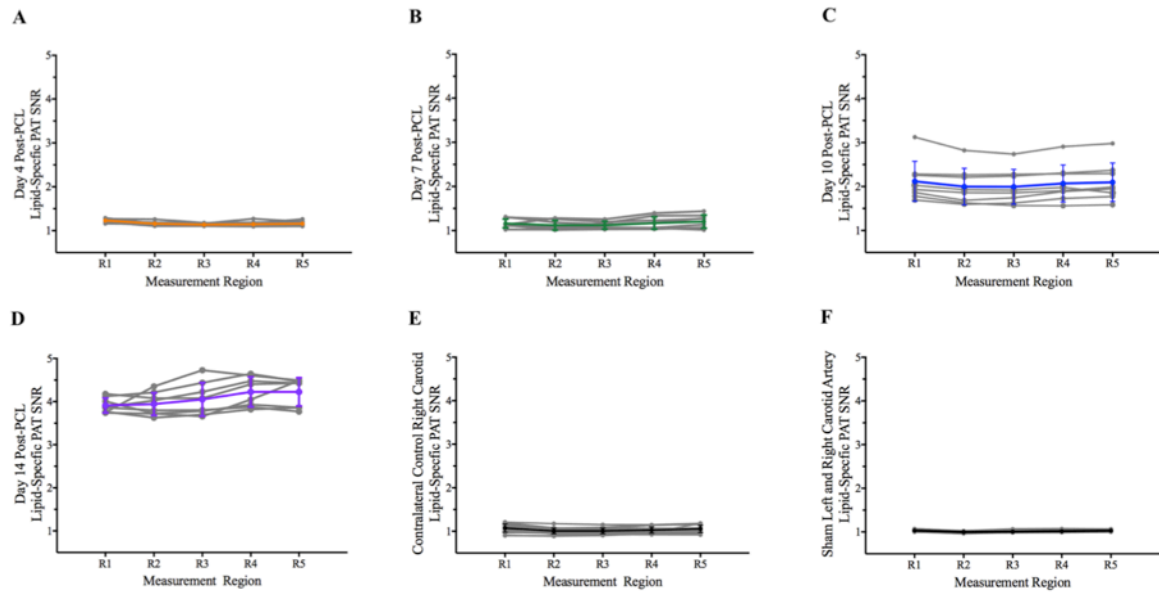 A
Day 4 Post-PCL
Lipid-Specfic PAT SNR
5
4
3
2
1
R1 R2 R3 R4 R5
Measurement Region
B
Day 7 Post-PCL
Lipid-Specfic PAT SNR
5
4
3
2
1
R1 R2 R3 R4 R5
Measurement Region
C
Day 10 Post-PCL
Lipid-Specfic PAT SNR
5
4
3
2
1
R1 R2 R3 R4 R5
Measurement Region
D
Day 14 Post-PCL
Lipid-Specfic PAT SNR
5
4
3
2
1
R1 R2 R3 R4 R5
Measurement Region
E
Contralateral Control Right Carotid
Lipid-Specfic PAT SNR
5
4
3
2
1
R1 R2 R3 R4 R5
Measurement Region
F
Sham Left and Right Carotid Artery
Lipid-Specfic PAT SNR
5
4
3
2
1
R1 R2 R3 R4 R5
Measurement Region